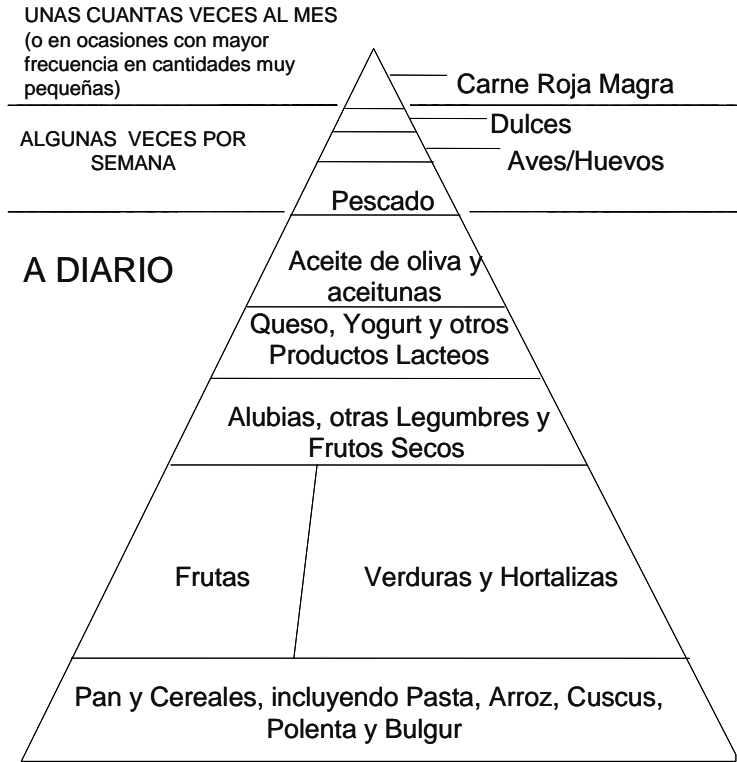 UNAS CUANTAS VECES AL MES
(o en ocasiones con mayor
frecuencia en cantidades muy
pequeñas)
Carne Roja Magra
Dulces
ALGUNAS VECES POR
SEMANA
Aves/Huevos
Pescado
A DIARIO
Aceite de oliva y
aceitunas
Queso, Yogurt y otros
Productos Lacteos
Alubias, otras Legumbres y
Frutos Secos
Frutas
Verduras y Hortalizas
Pan y Cereales, incluyendo Pasta, Arroz, Cuscus,
Polenta y Bulgur